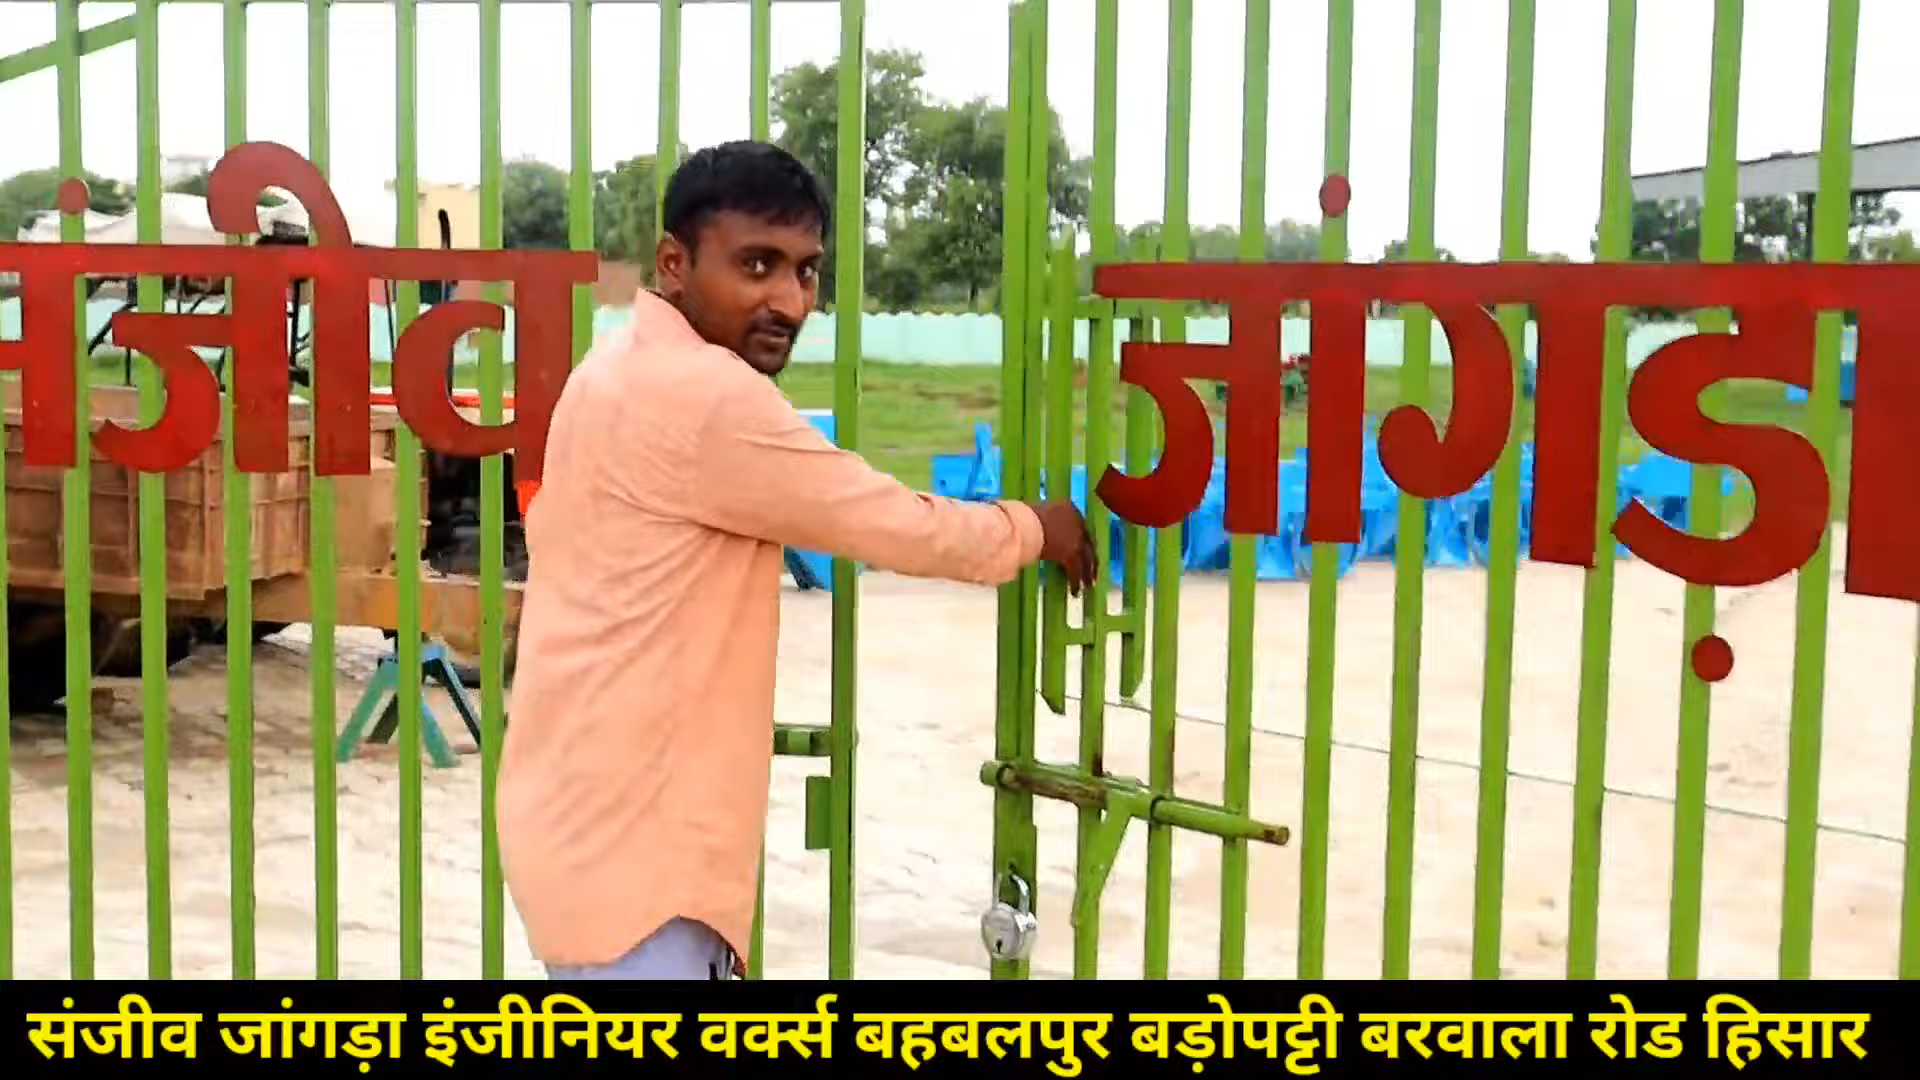 संजीव जांगड़ा
संजीव जांगड़ा इंजीनियर वर्क्स बहबलपुर बड़ोपट्टी बरवाला रोड हिसार